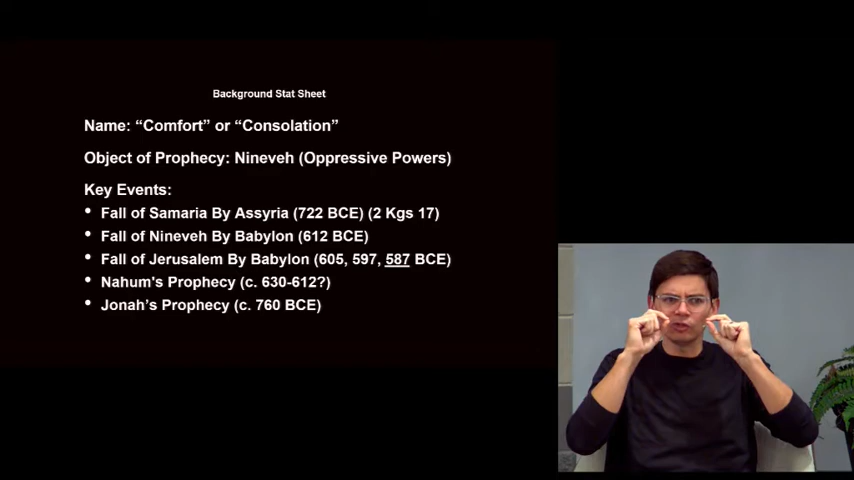 Background Stat Sheet
Name: “Comfort” or “Consolation”
Object of Prophecy: Nineveh (Oppressive Powers)
Key Events:
• Fall of Samaria By Assyria (722 BCE) (2 Kgs 17)
• Fall of Nineveh By Babylon (612 BCE)
• Fall of Jerusalem By Babylon (605, 597, 587 BCE)
• Nahum's Prophecy (c. 630-612?)
• Jonah’s Prophecy (c. 760 BCE)